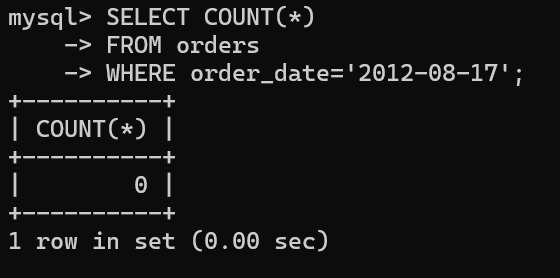 mysql> SELECT COUNT(*)
    -> FROM orders
    -> WHERE order_date='2012-08-17';
+----------+
| COUNT(*) |
+----------+
|        0 |
+----------+
1 row in set (0.00 sec)